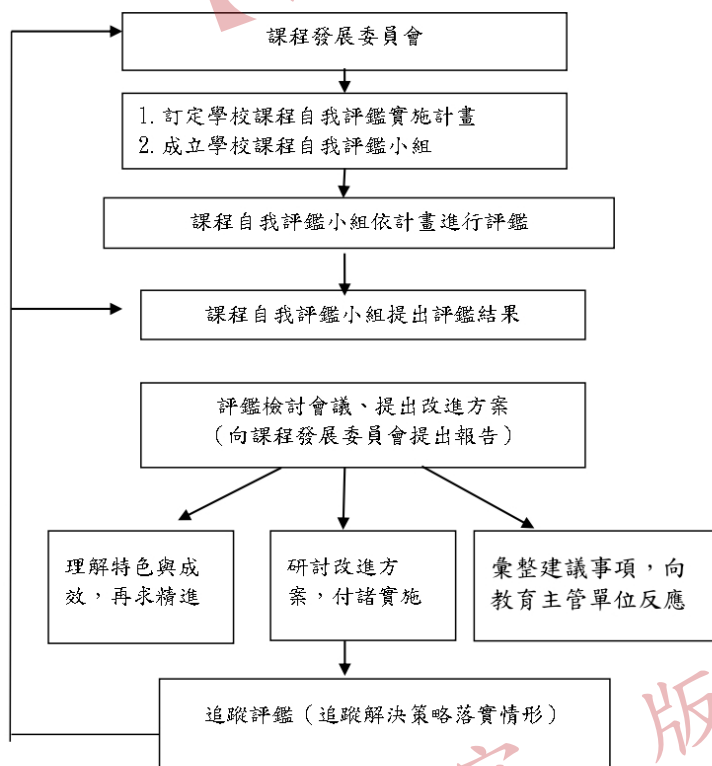 課程發展委員會
1. 訂定學校課程自我評鑑實施計畫
2. 成立學校課程自我評鑑小組
課程自我評鑑小組依計畫進行評鑑
課程自我評鑑小組提出評鑑結果
評鑑檢討會議、提出改進方案
（向課程發展委員會提出報告）
理解特色與成
效，再求精進
研討改進方
案，付諸實施
彙整建議事項，向
教育主管單位反應
追蹤評鑑（追蹤解決策略落實情形）
版